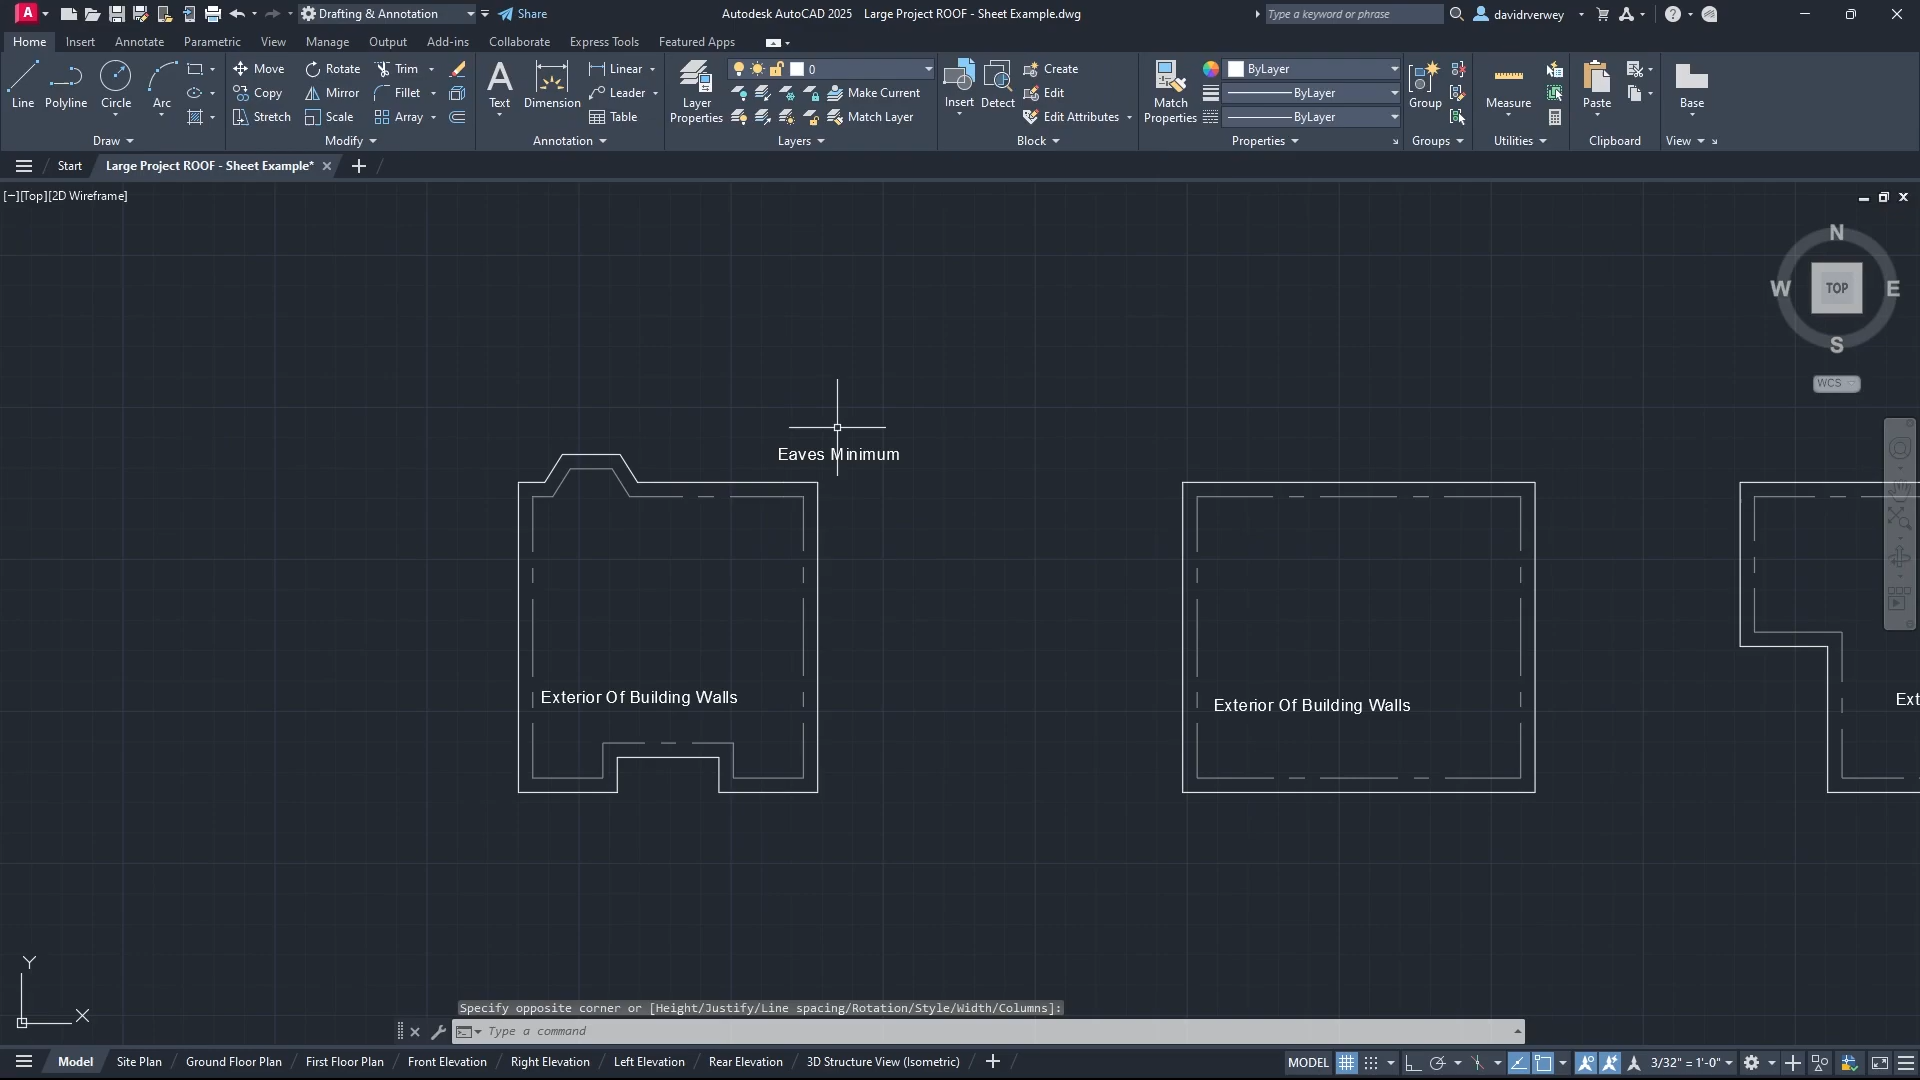 Drafting & Annotation
Share
Autodesk AutoCAD 2025 Large Project ROOF - Sheet Example.dwg
Type a keyword or phrase
davidrverwey
Home Insert Annotate Parametric View Manage Output Add-ins Collaborate Express Tools Featured Apps
Line Polyline Circle Arc
Move Rotate Trim
Copy Mirror Fillet
Stretch Scale Array
Text Dimension
Linear
Leader
Table
Layer
Properties
0
Make Current
Match Layer
Insert Detect
Create
Edit
Edit Attributes
Match
Properties
ByLayer
ByLayer
ByLayer
Group
Measure
Paste
Base
Draw Modify Annotation Layers Block Properties Groups Utilities Clipboard View
Start
Large Project ROOF - Sheet Example*
[−][Top][2D Wireframe]
N
W TOP E
S
WCS
Eaves Minimum
Exterior Of Building Walls
Exterior Of Building Walls
Ext
Y
X
Specify opposite corner or [Height/Justify/Line spacing/Rotation/Style/Width/Columns]:
Type a command
Model Site Plan Ground Floor Plan First Floor Plan Front Elevation Right Elevation Left Elevation Rear Elevation 3D Structure View (Isometric)
MODEL
3/32" = 1'-0"